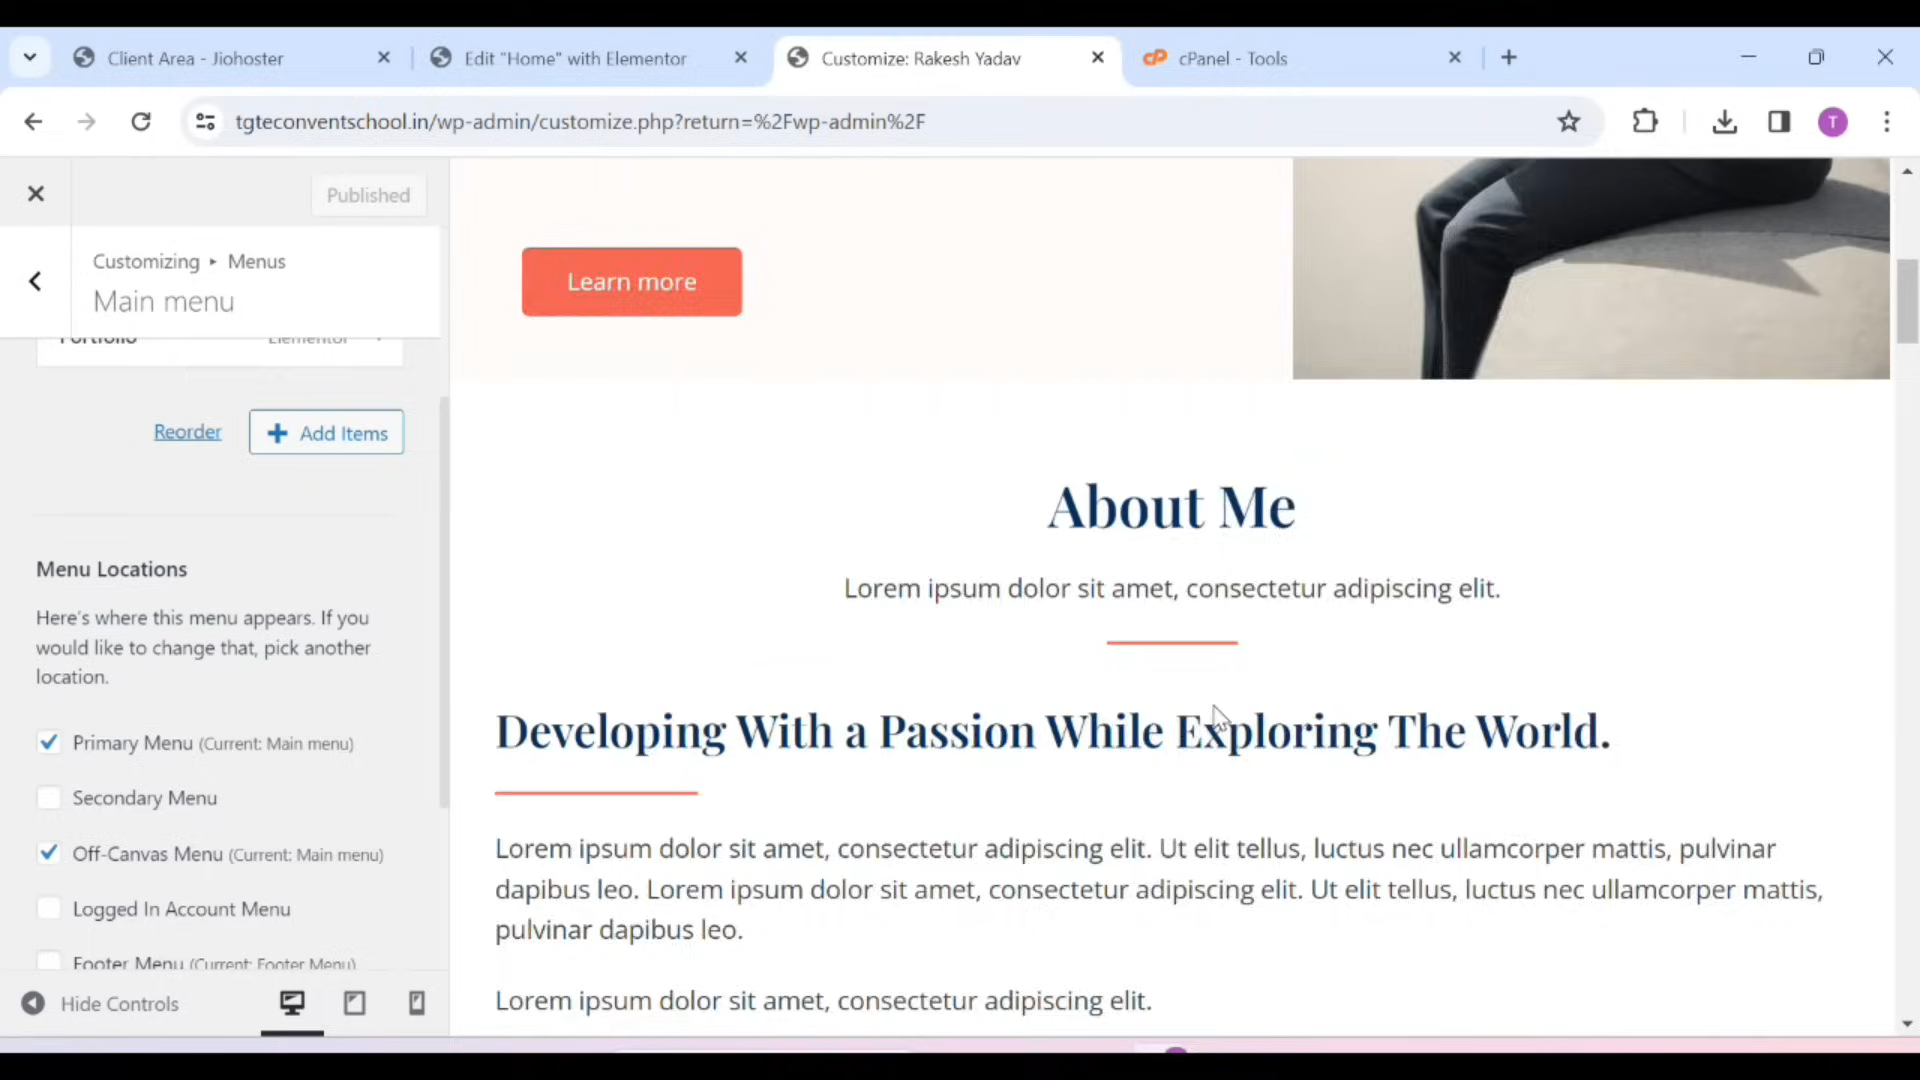 Client Area - Jiohoster
Edit "Home" with Elementor
Customize: Rakesh Yadav
cP cPanel - Tools
tgteconventschool.in/wp-admin/customize.php?return=%2Fwp-admin%2F
T
Published
Customizing ▸ Menus
Main menu
Portfolio Elementor
Reorder
+ Add Items
Menu Locations
Here's where this menu appears. If you
would like to change that, pick another
location.
Primary Menu (Current: Main menu)
Secondary Menu
Off-Canvas Menu (Current: Main menu)
Logged In Account Menu
Footer Menu (Current: Footer Menu)
Hide Controls
Learn more
About Me
Lorem ipsum dolor sit amet, consectetur adipiscing elit.
Developing With a Passion While Exploring The World.
Lorem ipsum dolor sit amet, consectetur adipiscing elit. Ut elit tellus, luctus nec ullamcorper mattis, pulvinar
dapibus leo. Lorem ipsum dolor sit amet, consectetur adipiscing elit. Ut elit tellus, luctus nec ullamcorper mattis,
pulvinar dapibus leo.
Lorem ipsum dolor sit amet, consectetur adipiscing elit.